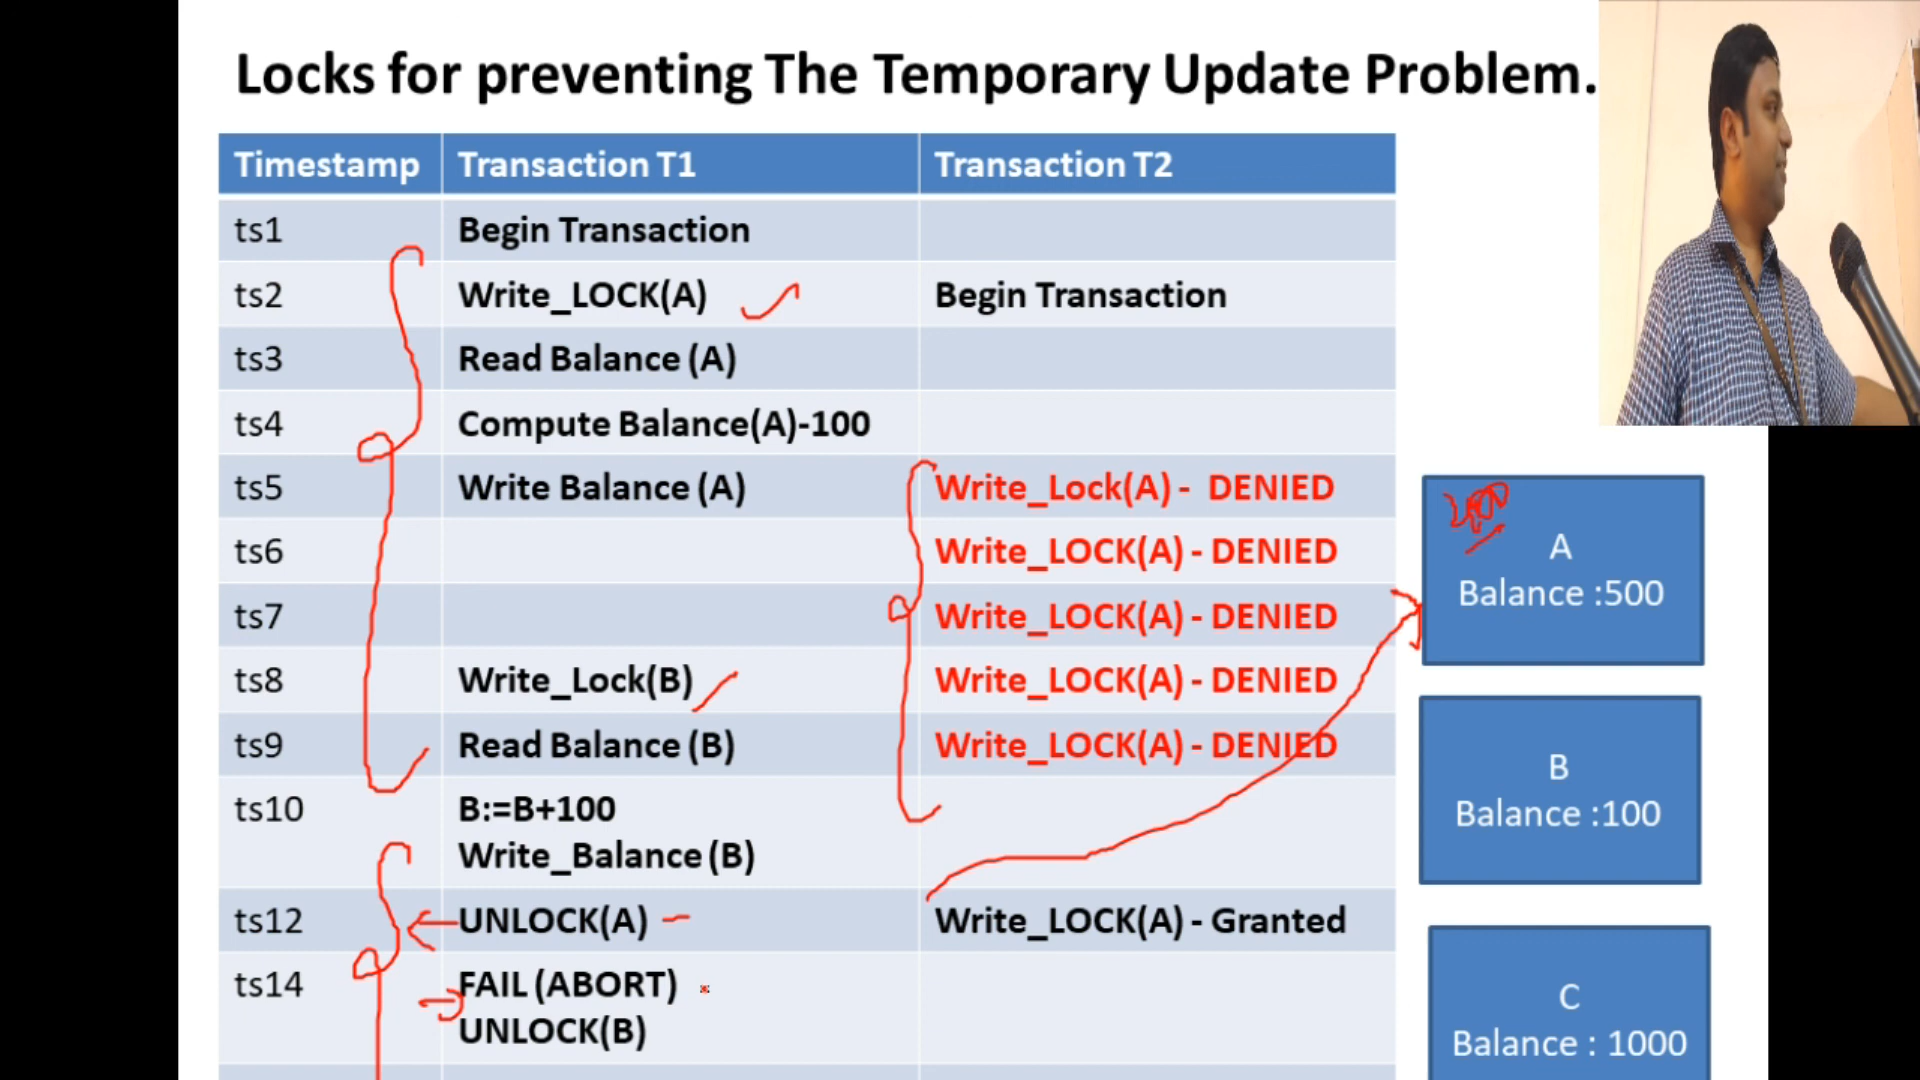 Locks for preventing The Temporary Update Problem.
Timestamp Transaction T1 Transaction T2
ts1 Begin Transaction
ts2 Write_LOCK(A) Begin Transaction
ts3 Read Balance (A)
ts4 Compute Balance(A)-100
ts5 Write Balance (A) Write_Lock(A) - DENIED
ts6 Write_LOCK(A) - DENIED
ts7 Write_LOCK(A) - DENIED
ts8 Write_Lock(B) Write_LOCK(A) - DENIED
ts9 Read Balance (B) Write_LOCK(A) - DENIED
ts10 B:=B+100
Write_Balance (B)
ts12 UNLOCK(A) Write_LOCK(A) - Granted
ts14 FAIL (ABORT)
UNLOCK(B)
A
Balance :500
B
Balance :100
C
Balance : 1000